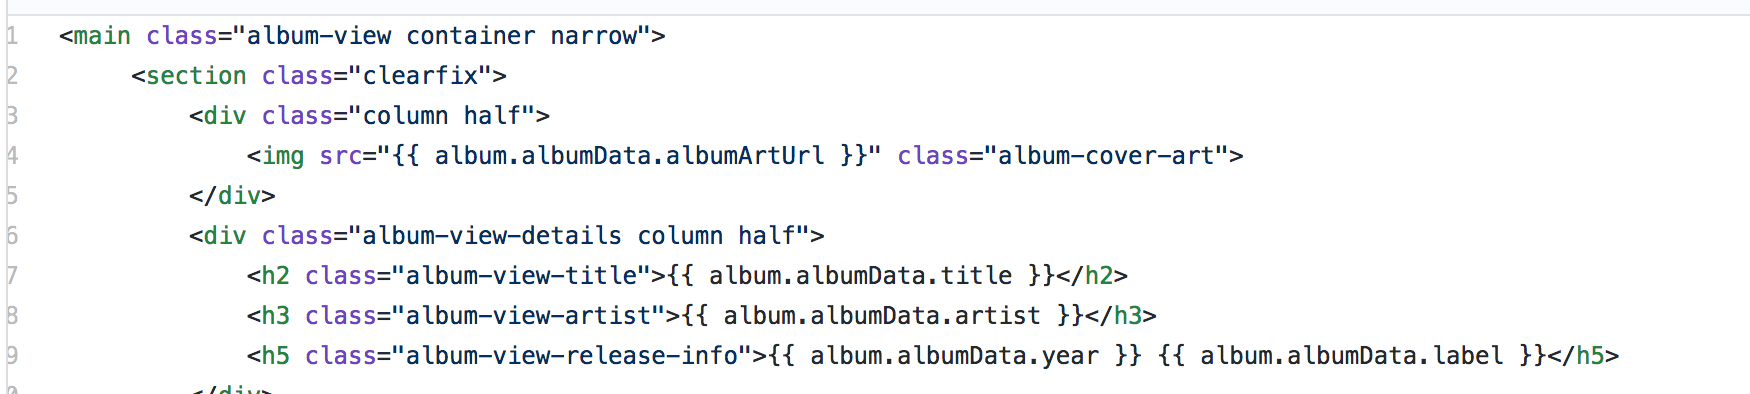 1 <main class="album-view container narrow">
2 <section class="clearfix">
3 <div class="column half">
4 <img src="{{ album.albumData.albumArtUrl }}" class="album-cover-art">
5 </div>
6 <div class="album-view-details column half">
7 <h2 class="album-view-title">{{ album.albumData.title }}</h2>
8 <h3 class="album-view-artist">{{ album.albumData.artist }}</h3>
9 <h5 class="album-view-release-info">{{ album.albumData.year }} {{ album.albumData.label }}</h5>
0 </div>